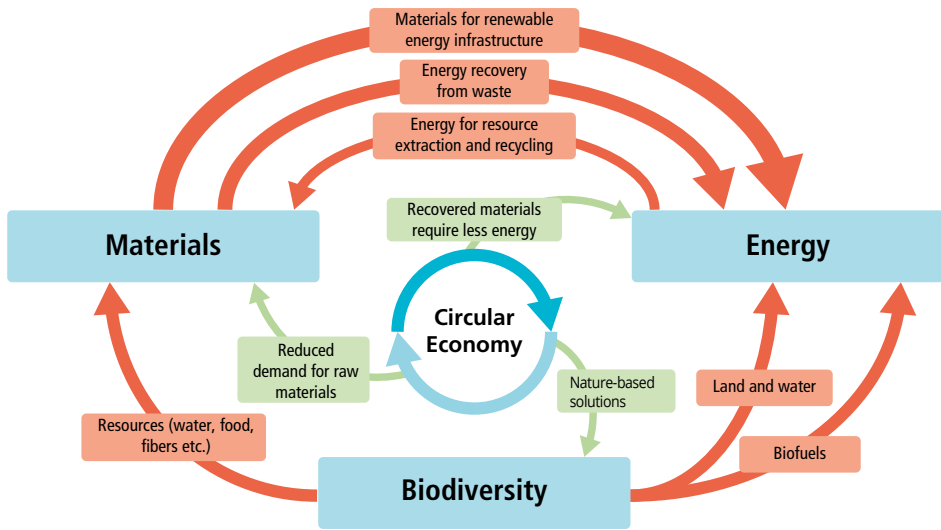 Materials for renewable
energy infrastructure
Energy recovery
from waste
Energy for resource
extraction and recycling
Recovered materials
require less energy
Materials
Energy
Circular
Economy
Reduced
demand for raw
materials
Nature-based
solutions
Land and water
Resources (water, food,
fibers etc.)
Biofuels
Biodiversity